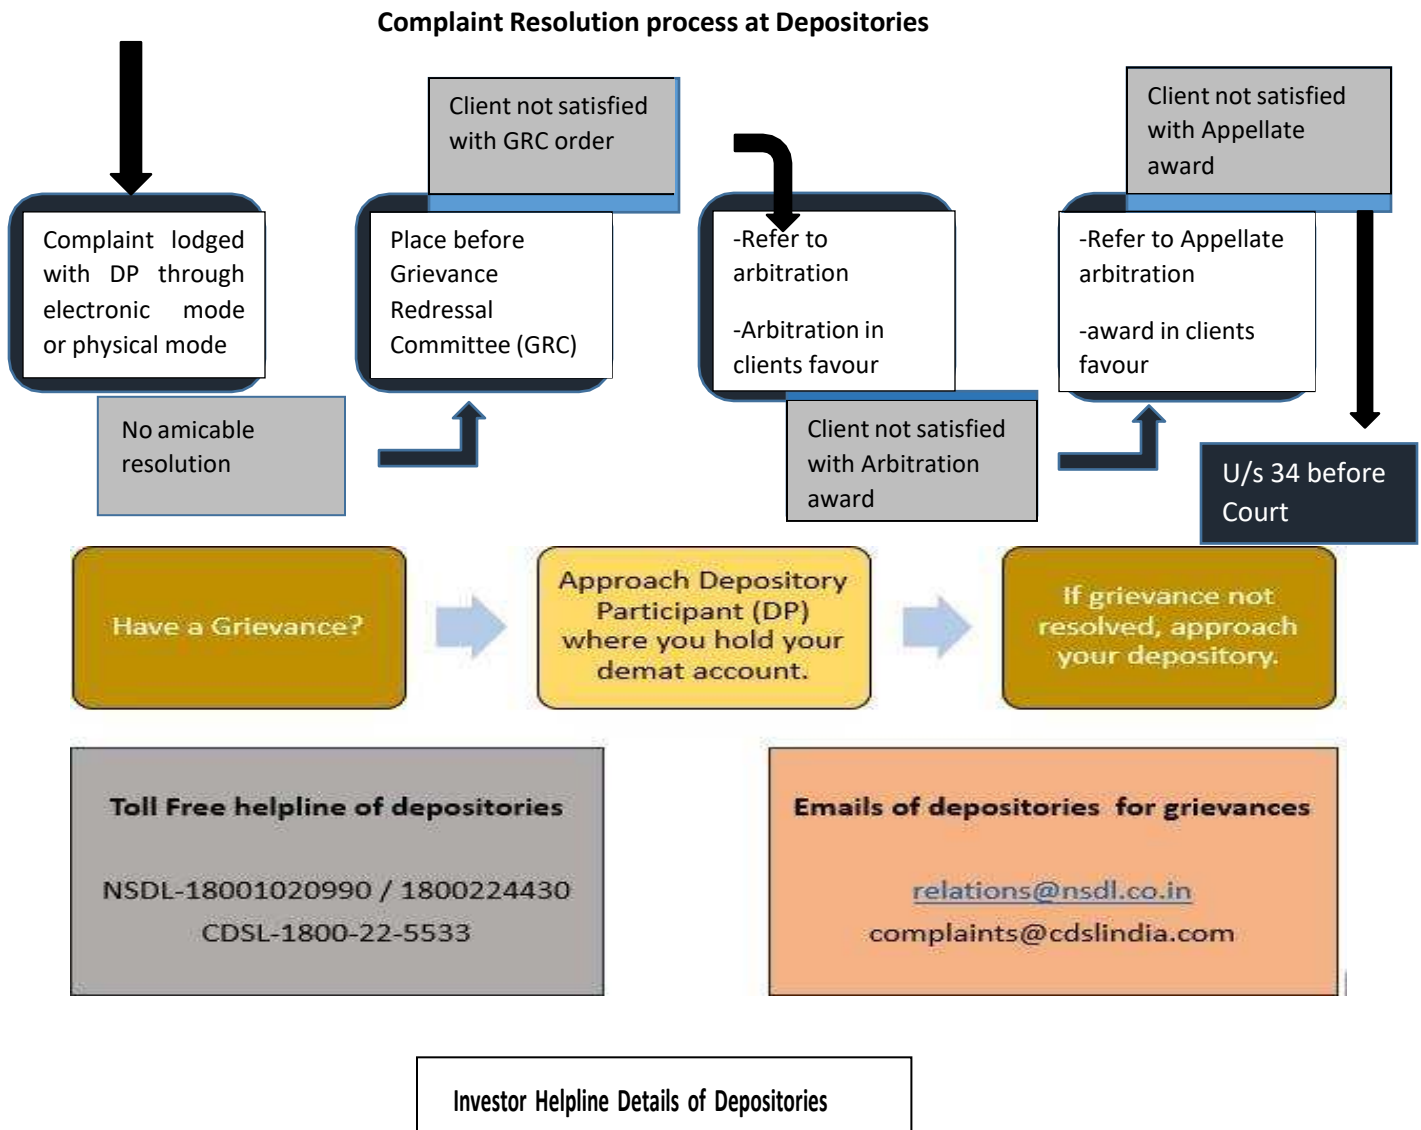 Complaint Resolution process at Depositories
Client not satisfied
with GRC order
Client not satisfied
with Appellate
award
Complaint lodged
with DP through
electronic mode
or physical mode
Place before
Grievance
Redressal
Committee (GRC)
-Refer to
arbitration
-Arbitration in
clients favour
-Refer to Appellate
arbitration
-award in clients
favour
No amicable
resolution
Client not satisfied
with Arbitration
award
U/s 34 before
Court
Have a Grievance?
Approach Depository
Participant (DP)
where you hold your
demat account.
If grievance not
resolved, approach
your depository.
Toll Free helpline of depositories
NSDL-18001020990 / 1800224430
CDSL-1800-22-5533
Emails of depositories for grievances
relations@nsdl.co.in
complaints@cdslindia.com
Investor Helpline Details of Depositories